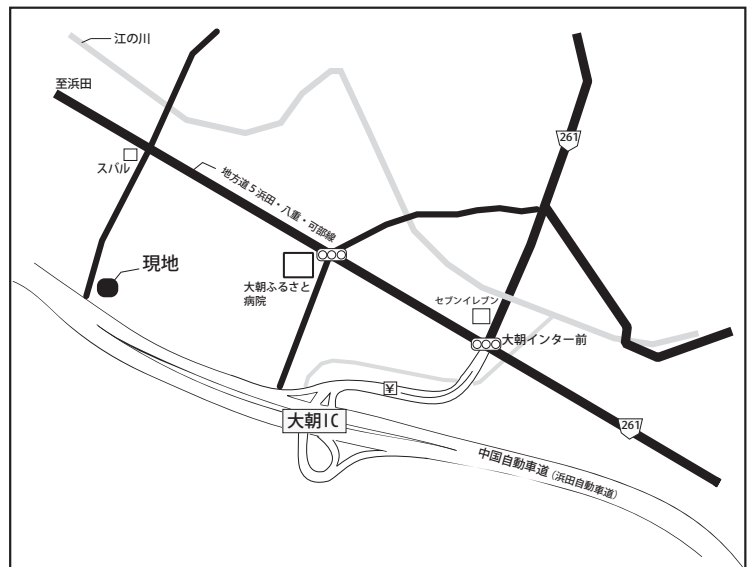 江の川
至浜田
261
スバル
地方道5浜田・八重・可部線
現地
大朝ふるさと
病院
セブンイレブン
大朝インター前
¥
大朝IC
261
中国自動車道（浜田自動車道）